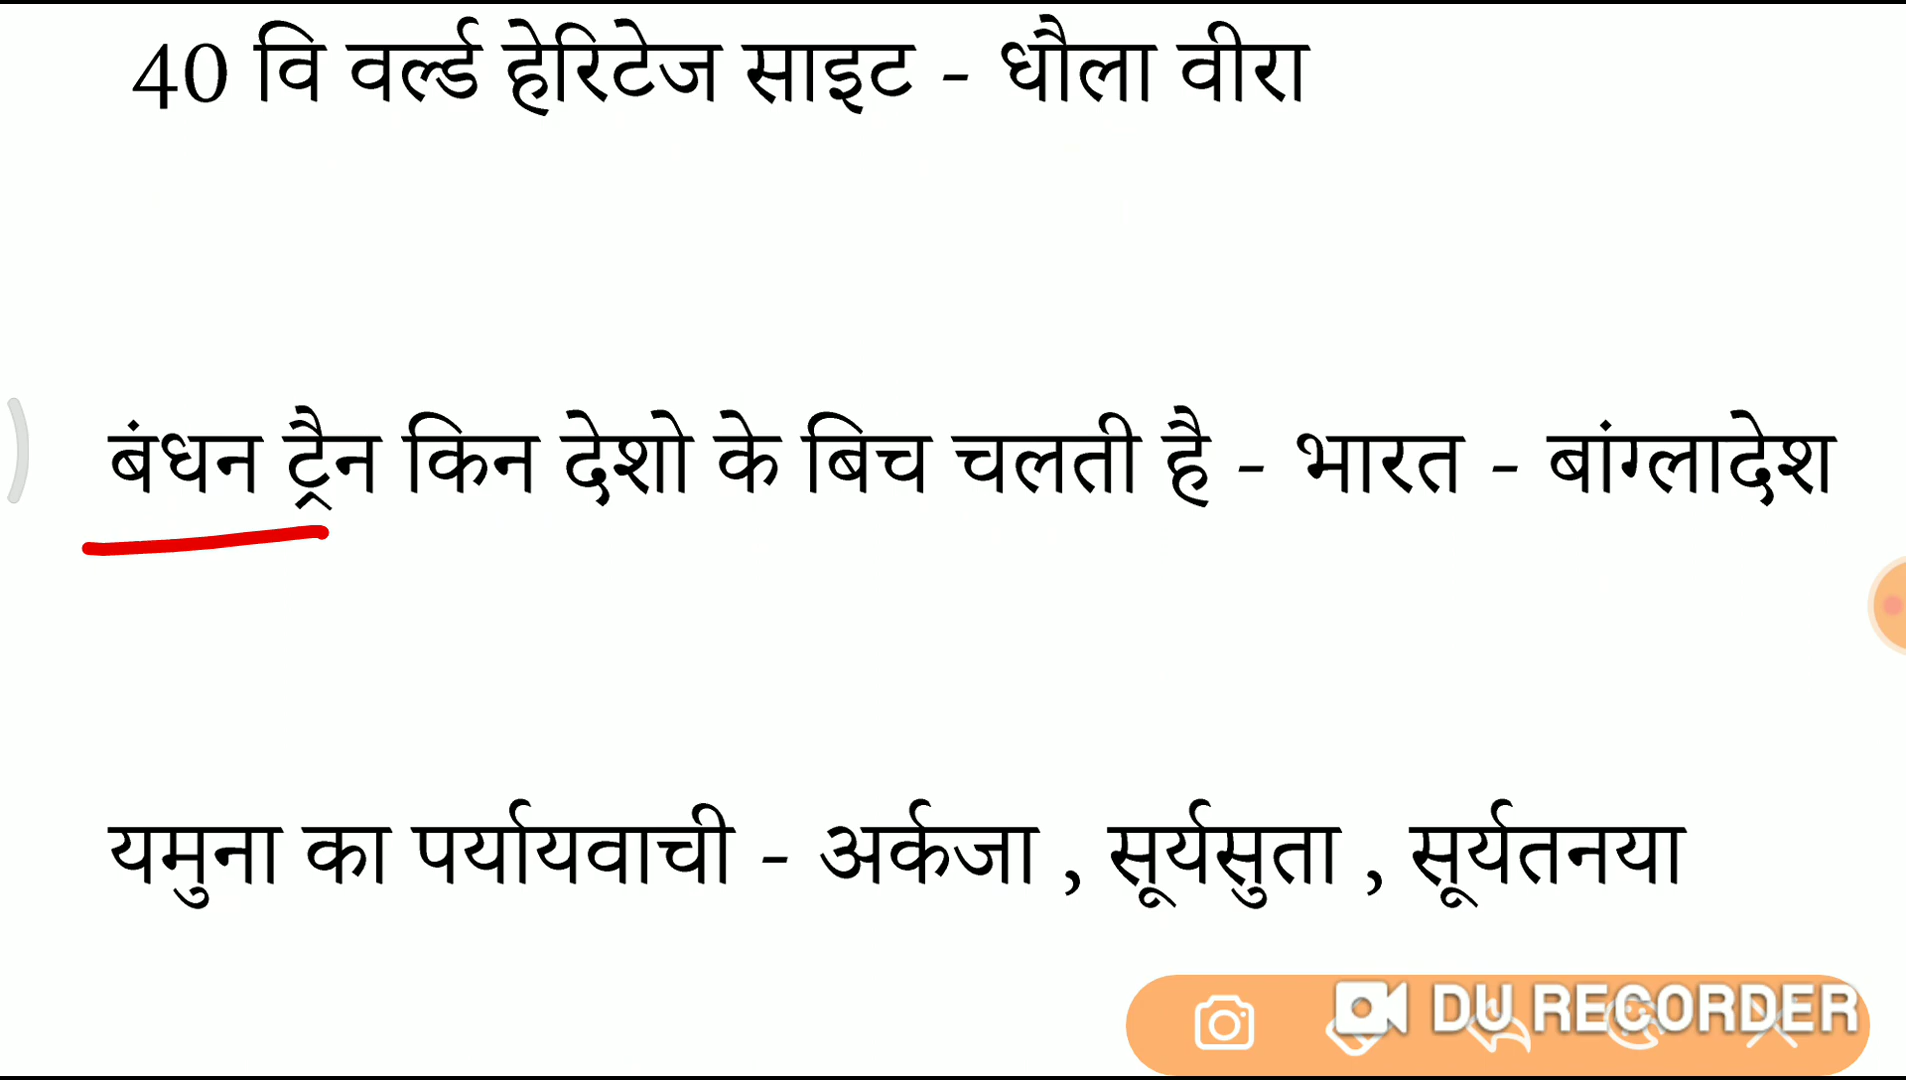 40 वि वर्ल्ड हेरिटेज साइट - धौला वीरा
बंधन ट्रैन किन देशो के बिच चलती है - भारत - बांग्लादेश
यमुना का पर्यायवाची - अर्कजा , सूर्यसुता , सूर्यतनया
DU RECORDER